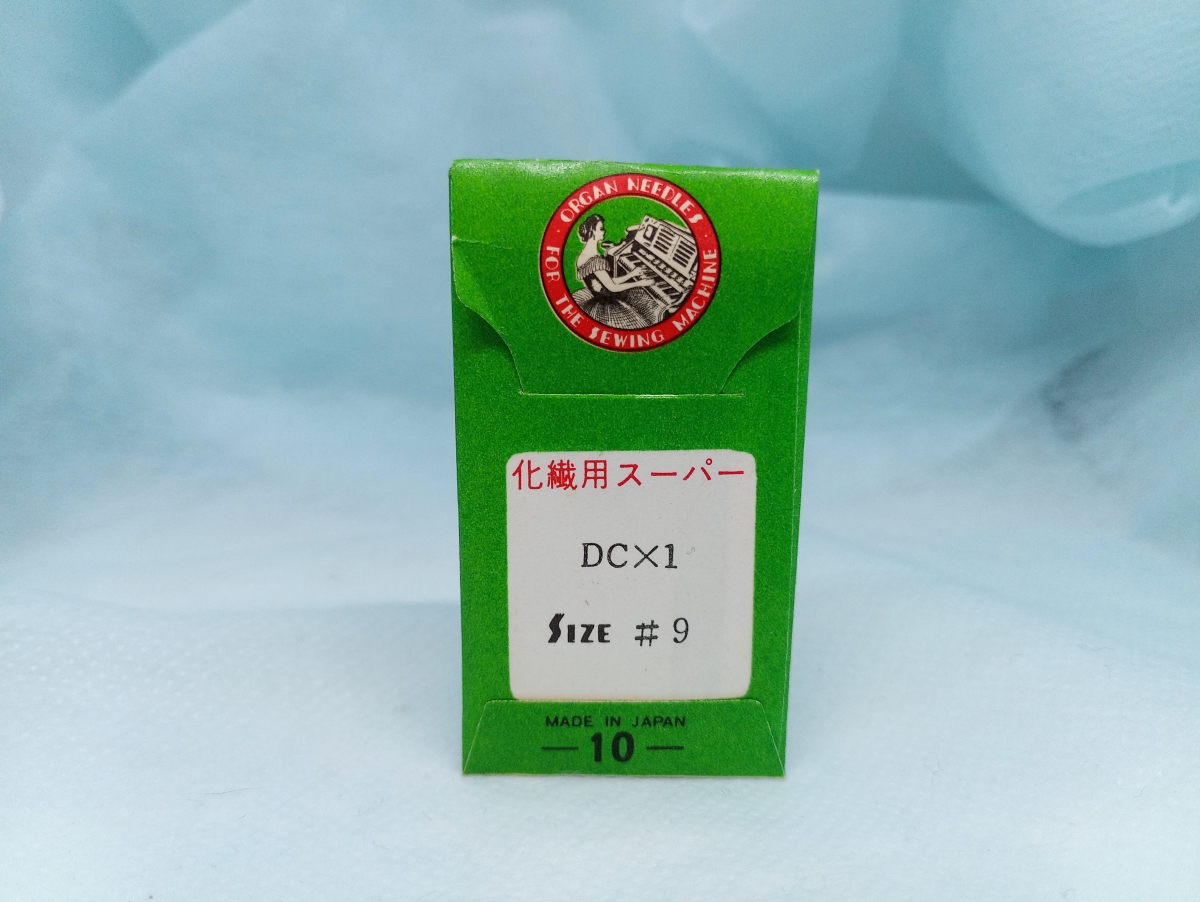 ・ORGAN NEEDLES・
FOR THE SEWING MACHINE
化繊用スーパー
DC×1
SIZE #9
MADE IN JAPAN
—10—